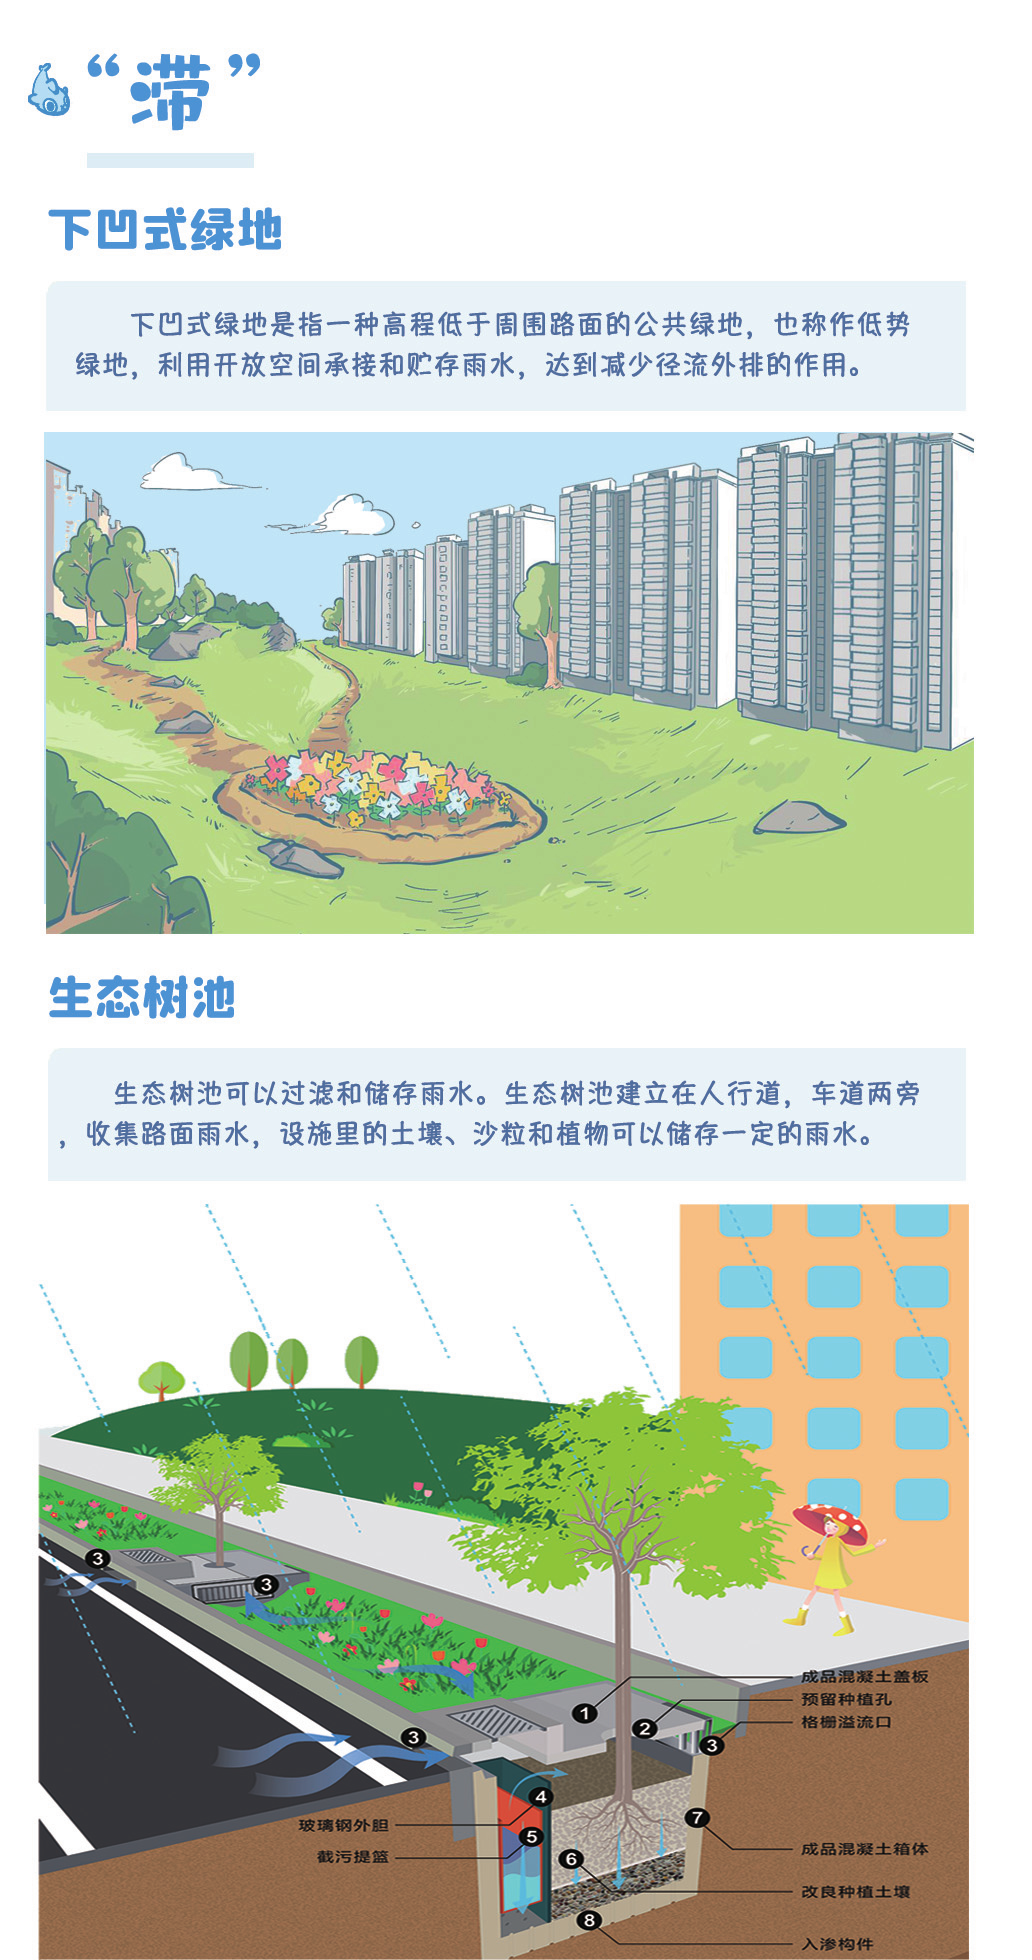 “滞”
下凹式绿地
下凹式绿地是指一种高程低于周围路面的公共绿地，也称作低势
绿地，利用开放空间承接和贮存雨水，达到减少径流外排的作用。
生态树池
生态树池可以过滤和储存雨水。生态树池建立在人行道，车道两旁
，收集路面雨水，设施里的土壤、沙粒和植物可以储存一定的雨水。
3
3
成品混凝土盖板
1
预留种植孔
2
格栅溢流口
3
3
4
玻璃钢外胆
7
5
截污提篮
成品混凝土箱体
6
改良种植土壤
8
入渗构件